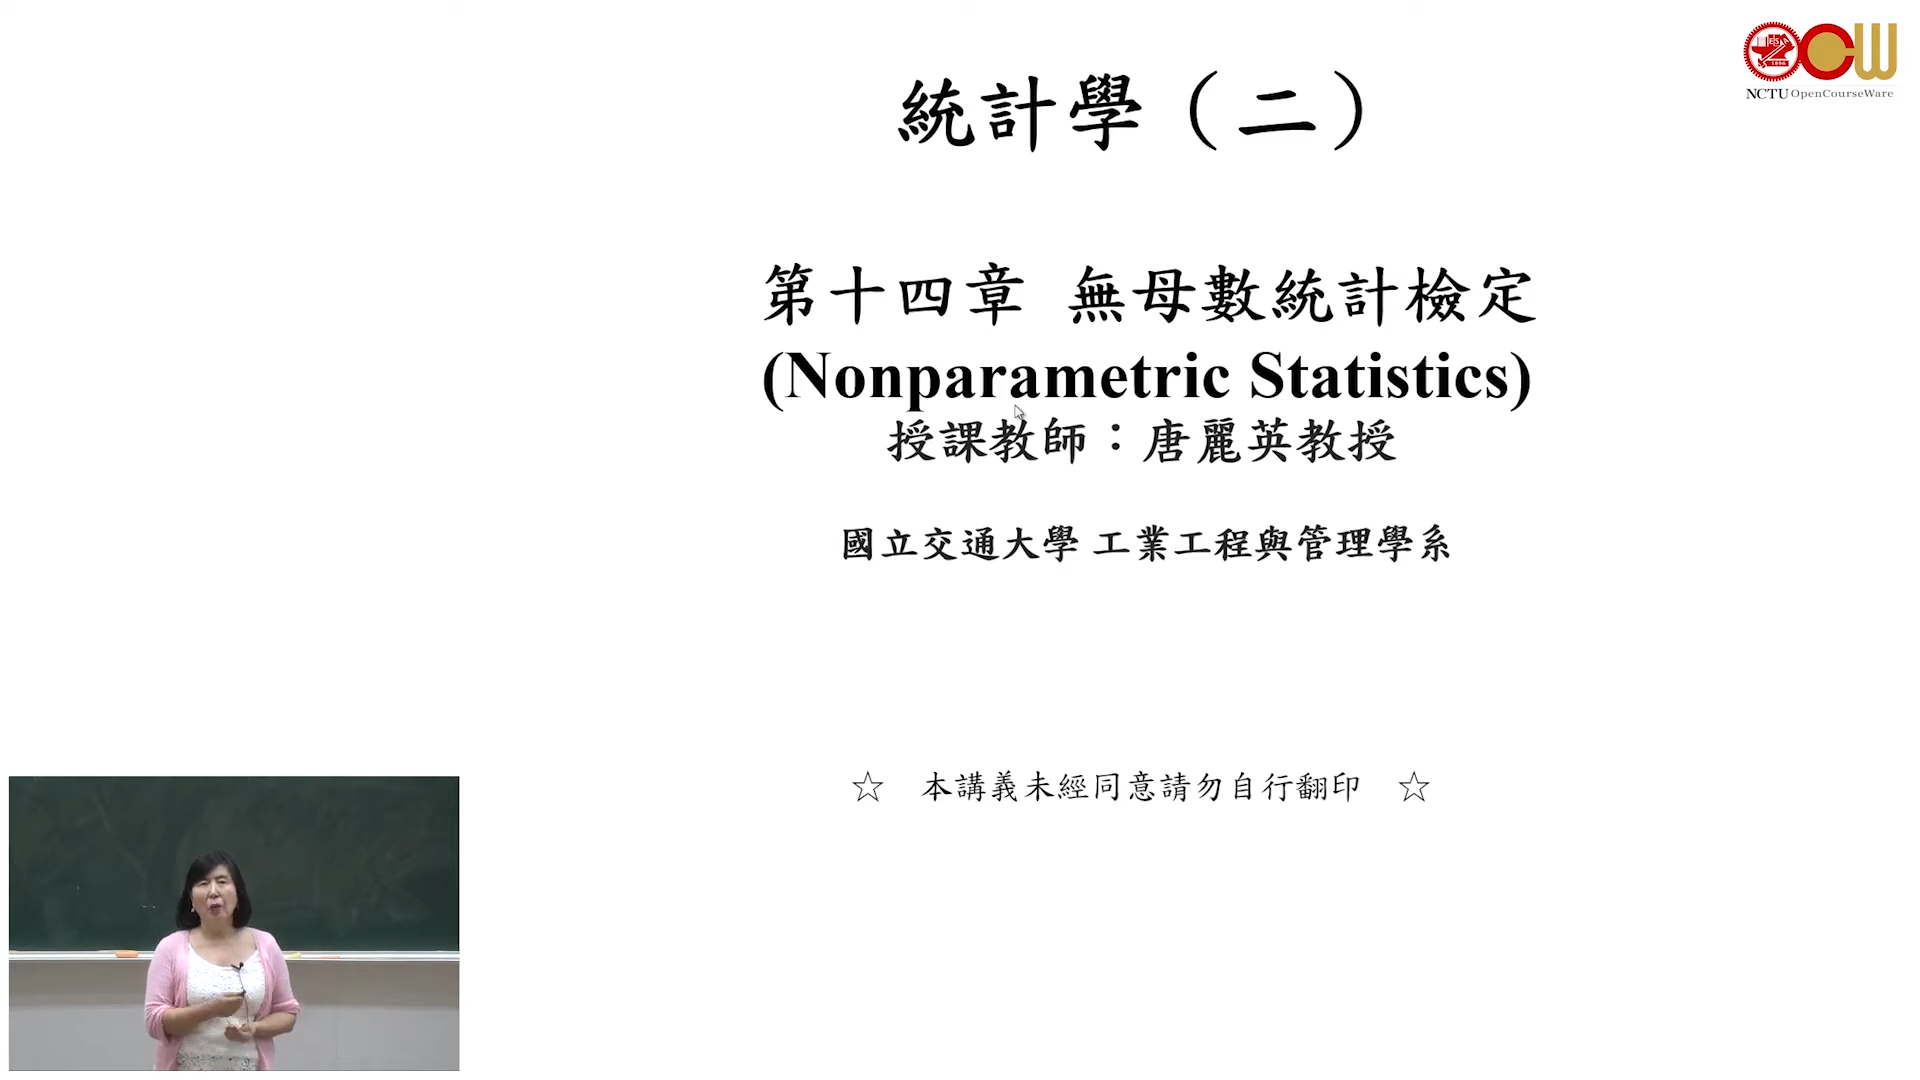 NCTU OpenCourseWare
統計學（二）
第十四章 無母數統計檢定
(Nonparametric Statistics)
授課教師：唐麗英教授
國立交通大學 工業工程與管理學系
☆ 本講義未經同意請勿自行翻印 ☆